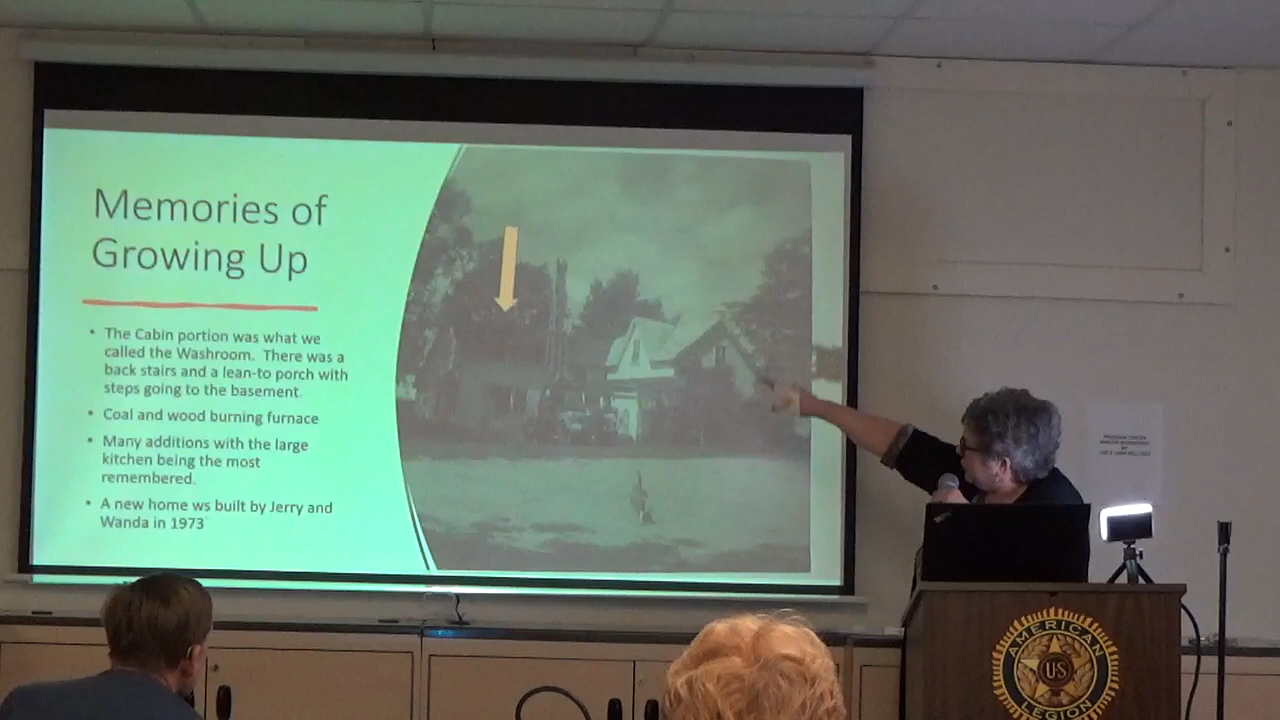 Memories of
Growing Up
• The Cabin portion was what we
called the Washroom. There was a
back stairs and a lean-to porch with
steps going to the basement.
• Coal and wood burning furnace
• Many additions with the large
kitchen being the most
remembered.
• A new home ws built by Jerry and
Wanda in 1973
AMERICAN
US
LEGION